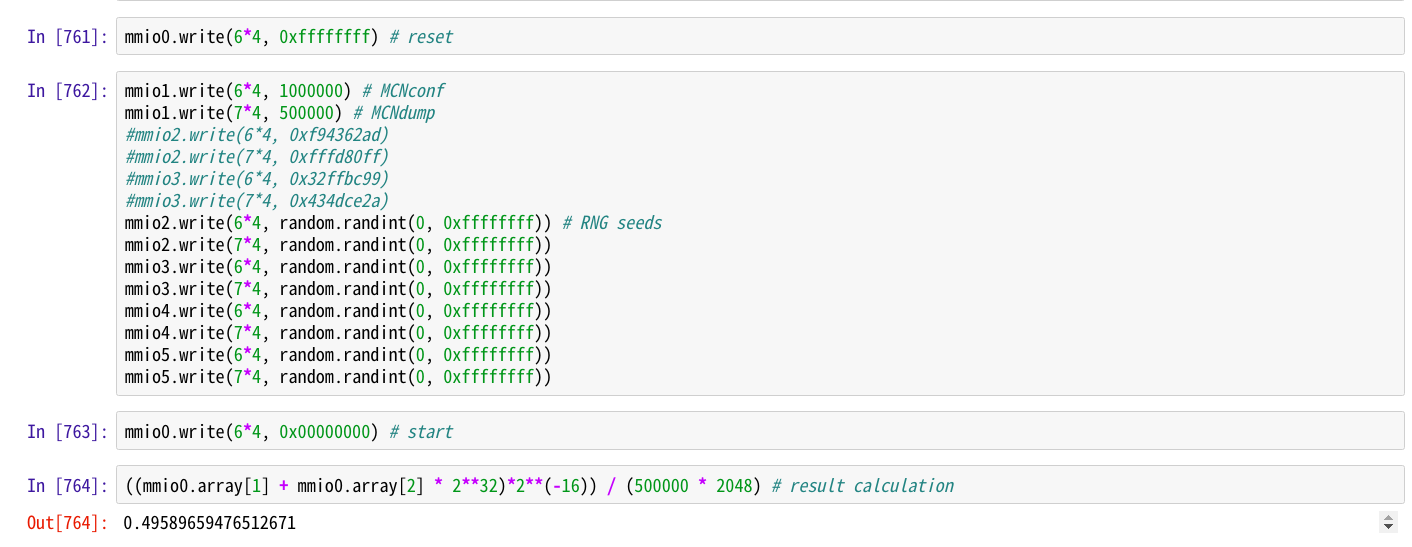 In [761]: mmio0.write(6*4, 0xffffffff) # reset
In [762]: mmio1.write(6*4, 1000000) # MCNconf
mmio1.write(7*4, 500000) # MCNdump
#mmio2.write(6*4, 0xf94362ad)
#mmio2.write(7*4, 0xfffd80ff)
#mmio3.write(6*4, 0x32ffbc99)
#mmio3.write(7*4, 0x434dce2a)
mmio2.write(6*4, random.randint(0, 0xffffffff)) # RNG seeds
mmio2.write(7*4, random.randint(0, 0xffffffff))
mmio3.write(6*4, random.randint(0, 0xffffffff))
mmio3.write(7*4, random.randint(0, 0xffffffff))
mmio4.write(6*4, random.randint(0, 0xffffffff))
mmio4.write(7*4, random.randint(0, 0xffffffff))
mmio5.write(6*4, random.randint(0, 0xffffffff))
mmio5.write(7*4, random.randint(0, 0xffffffff))
In [763]: mmio0.write(6*4, 0x00000000) # start
In [764]: ((mmio0.array[1] + mmio0.array[2] * 2**32)*2**(-16)) / (500000 * 2048) # result calculation
Out[764]: 0.49589659476512671